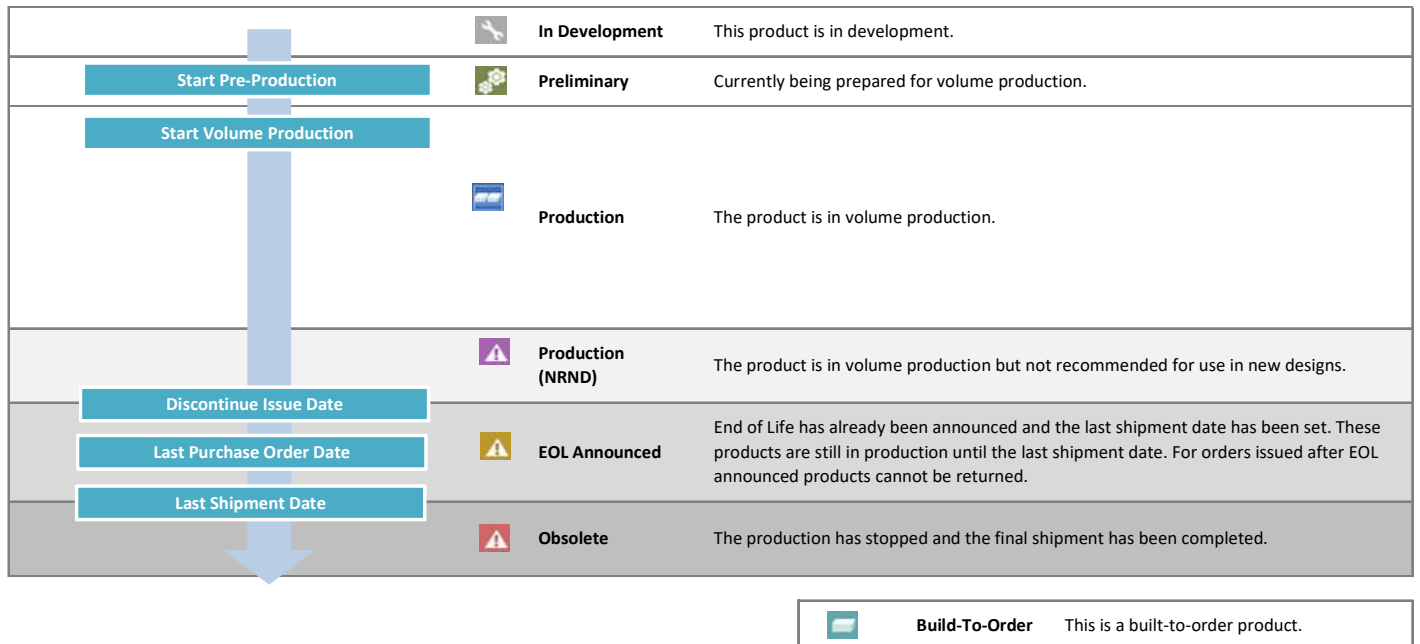 In Development This product is in development.
Start Pre-Production Preliminary Currently being prepared for volume production.
Start Volume Production
Production The product is in volume production.
Production
(NRND) The product is in volume production but not recommended for use in new designs.
Discontinue Issue Date
Last Purchase Order Date EOL Announced End of Life has already been announced and the last shipment date has been set. These
products are still in production until the last shipment date. For orders issued after EOL
announced products cannot be returned.
Last Shipment Date
Obsolete The production has stopped and the final shipment has been completed.
Build-To-Order This is a built-to-order product.